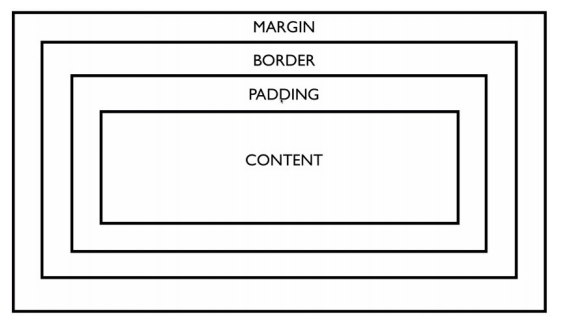 MARGIN
BORDER
PADDING
CONTENT